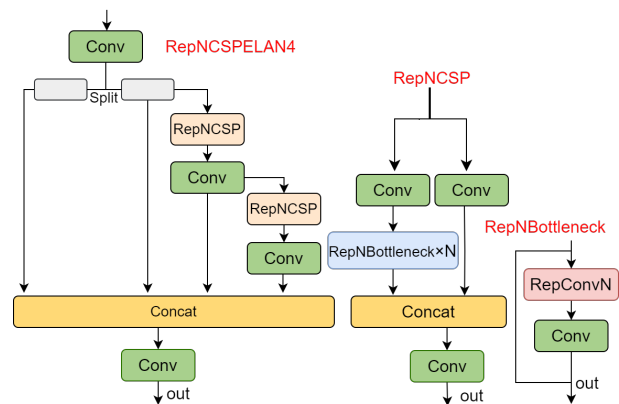 Conv
RepNCSPELAN4
Split
RepNCSP
Conv
RepNCSP
Conv
Concat
Conv
out
RepNCSP
Conv
Conv
RepNBottleneck×N
Concat
Conv
out
RepNBottleneck
RepConvN
Conv
out